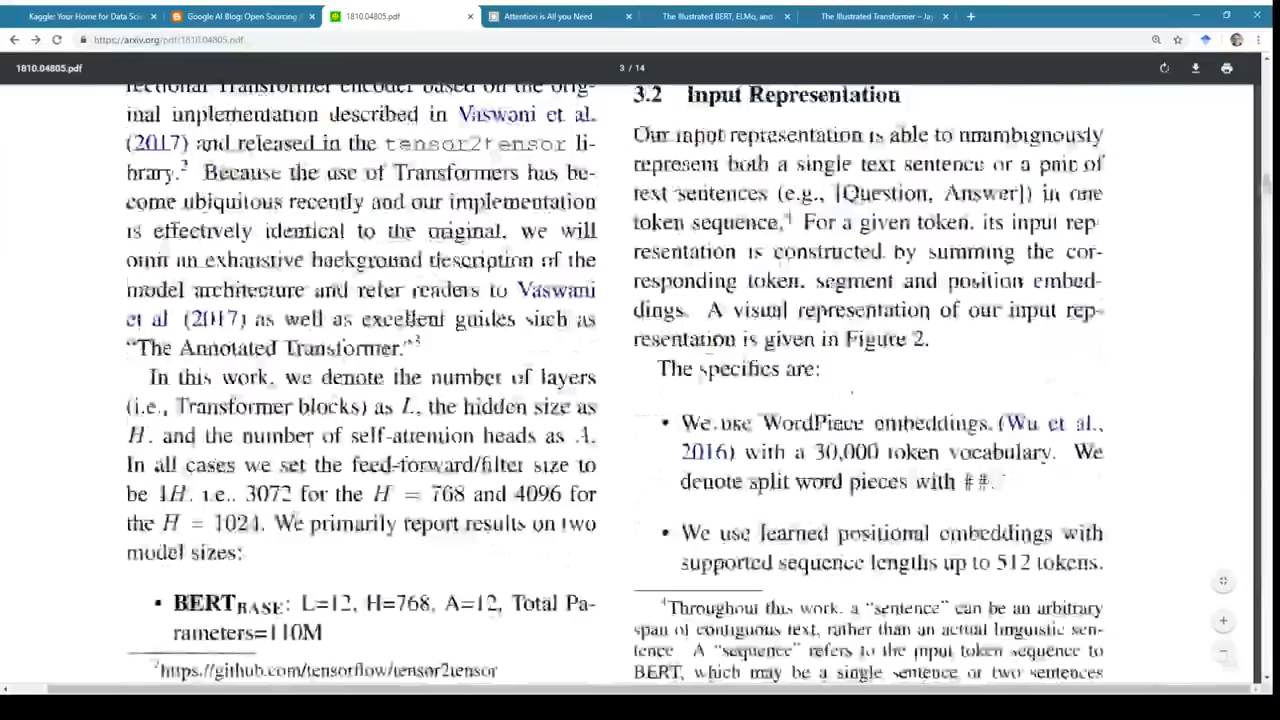 Kaggle: Your Home for Data Sci
Google AI Blog: Open Sourcing
1810.04805.pdf
Attention is All you Need
The Illustrated BERT, ELMo, and
The Illustrated Transformer – Jay
https://arxiv.org/pdf/1810.04805.pdf
1810.04805.pdf
3 / 14
rectional Transformer encoder based on the orig-
inal implementation described in Vaswani et al.
(2017) and released in the tensor2tensor li-
brary.2 Because the use of Transformers has be-
come ubiquitous recently and our implementation
is effectively identical to the original, we will
omit an exhaustive background description of the
model architecture and refer readers to Vaswani
et al (2017) as well as excellent guides such as
“The Annotated Transformer.”3
In this work, we denote the number of layers
(i.e., Transformer blocks) as L, the hidden size as
H, and the number of self-attention heads as A.
In all cases we set the feed-forward/filter size to
be 4H, i.e., 3072 for the H = 768 and 4096 for
the H = 1024. We primarily report results on two
model sizes:
• BERTBASE: L=12, H=768, A=12, Total Pa-
rameters=110M
2https://github.com/tensorflow/tensor2tensor
3.2 Input Representation
Our input representation is able to unambiguously
represent both a single text sentence or a pair of
text sentences (e.g., [Question, Answer]) in one
token sequence.4 For a given token, its input rep-
resentation is constructed by summing the cor-
responding token, segment and position embed-
dings. A visual representation of our input rep-
resentation is given in Figure 2.
The specifics are:
• We use WordPiece embeddings (Wu et al.,
2016) with a 30,000 token vocabulary. We
denote split word pieces with ##.
• We use learned positional embeddings with
supported sequence lengths up to 512 tokens.
4Throughout this work, a “sentence” can be an arbitrary
span of contiguous text, rather than an actual linguistic sen-
tence. A “sequence” refers to the input token sequence to
BERT, which may be a single sentence or two sentences